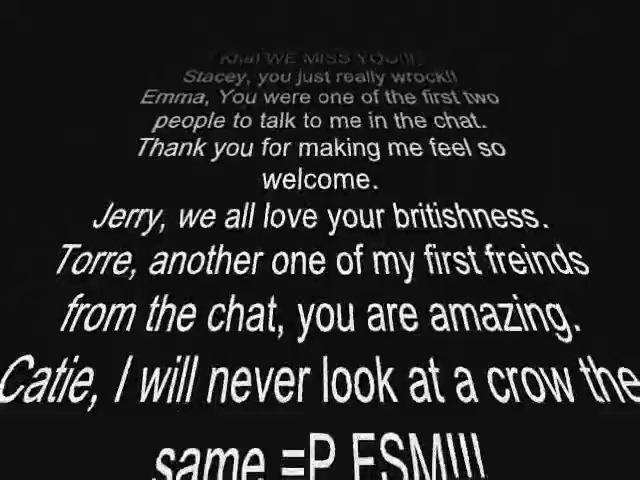 WE MISS YOU!!!
Stacey, you just really wrock!!
Emma, You were one of the first two
people to talk to me in the chat.
Thank you for making me feel so
welcome.
Jerry, we all love your britishness.
Torre, another one of my first freinds
from the chat, you are amazing.
Catie, I will never look at a crow the
same =P FSM!!!